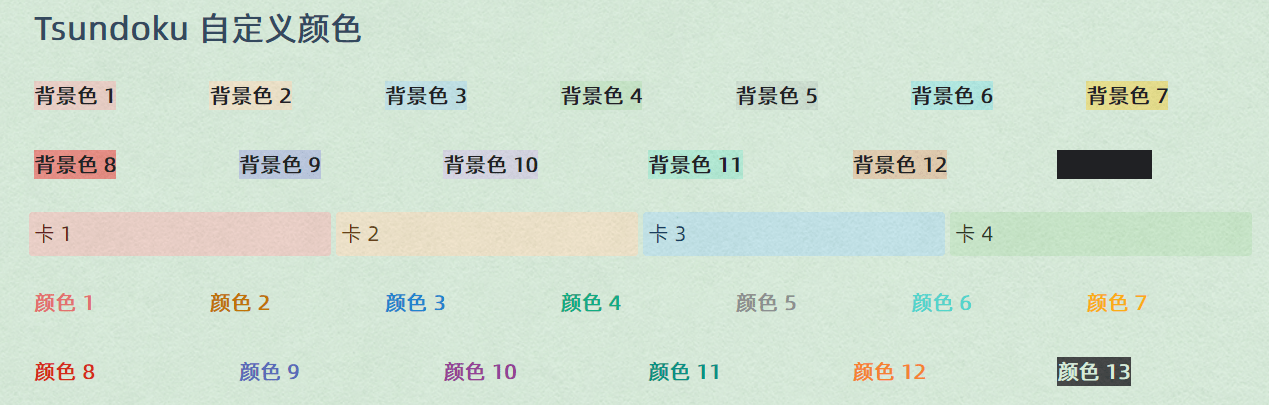 Tsundoku 自定义颜色
背景色 1 背景色 2 背景色 3 背景色 4 背景色 5 背景色 6 背景色 7
背景色 8 背景色 9 背景色 10 背景色 11 背景色 12
卡 1 卡 2 卡 3 卡 4
颜色 1 颜色 2 颜色 3 颜色 4 颜色 5 颜色 6 颜色 7
颜色 8 颜色 9 颜色 10 颜色 11 颜色 12 颜色 13